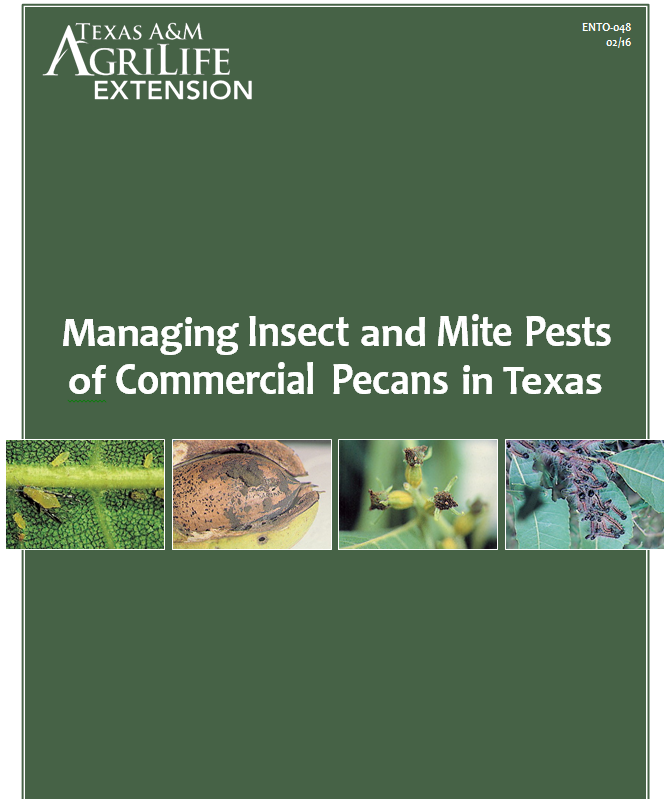 TEXAS A&M
AGRILIFE
EXTENSION
ENTO-048
02/16
Managing Insect and Mite Pests
of Commercial Pecans in Texas